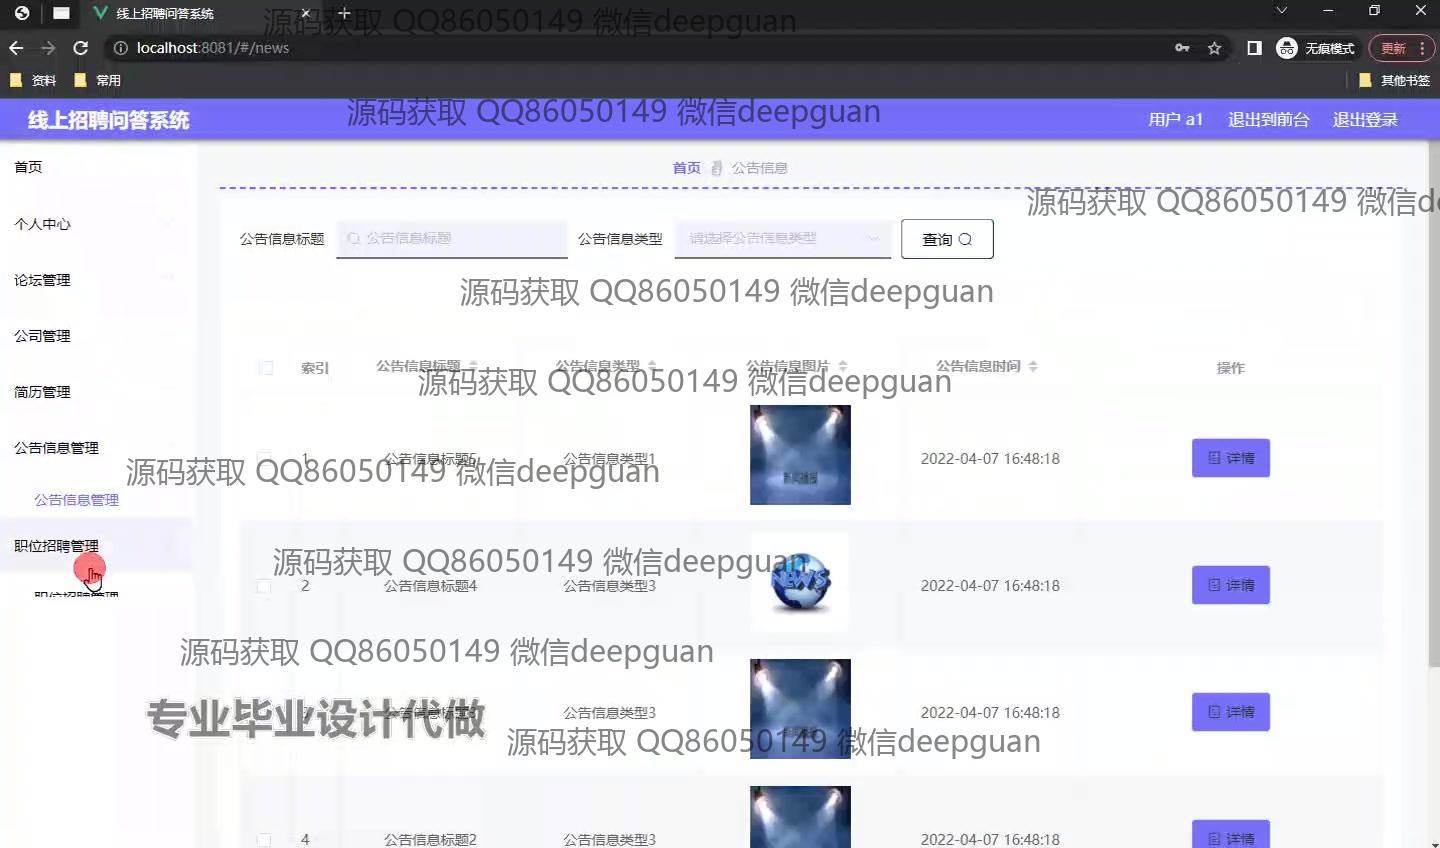 线上招聘问答系统
源码获取 QQ86050149 微信deepguan
localhost:8081/#/news
无痕模式
更新
资料
常用
其他书签
线上招聘问答系统
源码获取 QQ86050149 微信deepguan
用户 a1
退出到前台
退出登录
首页
首页
公告信息
源码获取 QQ86050149 微信de
个人中心
公告信息标题
公告信息标题
公告信息类型
请选择公告信息类型
查询
论坛管理
源码获取 QQ86050149 微信deepguan
公司管理
索引
公告信息标题
公告信息类型
公告信息图片
公告信息时间
操作
源码获取 QQ86050149 微信deepguan
简历管理
公告信息管理
1
公告信息标题5
公告信息类型1
新闻播报
2022-04-07 16:48:18
详情
源码获取 QQ86050149 微信deepguan
公告信息管理
职位招聘管理
源码获取 QQ86050149 微信deepguan
2
公告信息标题4
公告信息类型3
NEWS
2022-04-07 16:48:18
详情
职位招聘管理
源码获取 QQ86050149 微信deepguan
专业毕业设计代做
3
公告信息标题3
公告信息类型3
2022-04-07 16:48:18
详情
源码获取 QQ86050149 微信deepguan
4
公告信息标题2
公告信息类型3
2022-04-07 16:48:18
详情